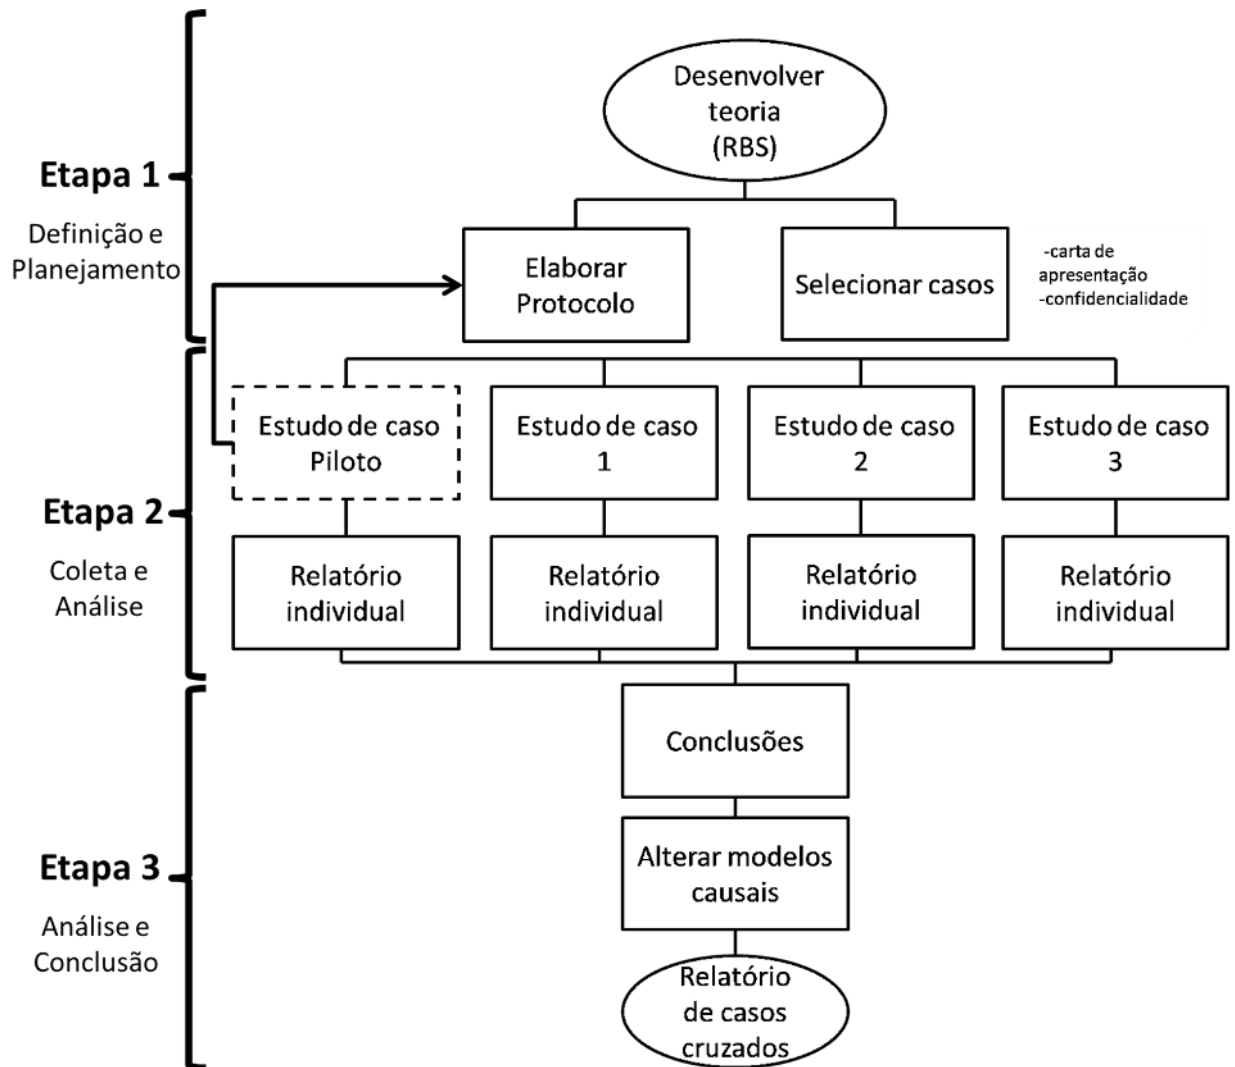 Desenvolver
teoria
(RBS)
Etapa 1
Definição e
Planejamento
Elaborar
Protocolo
Selecionar casos
-carta de
apresentação
-confidencialidade
Estudo de caso
Piloto
Estudo de caso
1
Estudo de caso
2
Estudo de caso
3
Etapa 2
Coleta e
Análise
Relatório
individual
Relatório
individual
Relatório
individual
Relatório
individual
Conclusões
Etapa 3
Análise e
Conclusão
Alterar modelos
causais
Relatório
de casos
cruzados